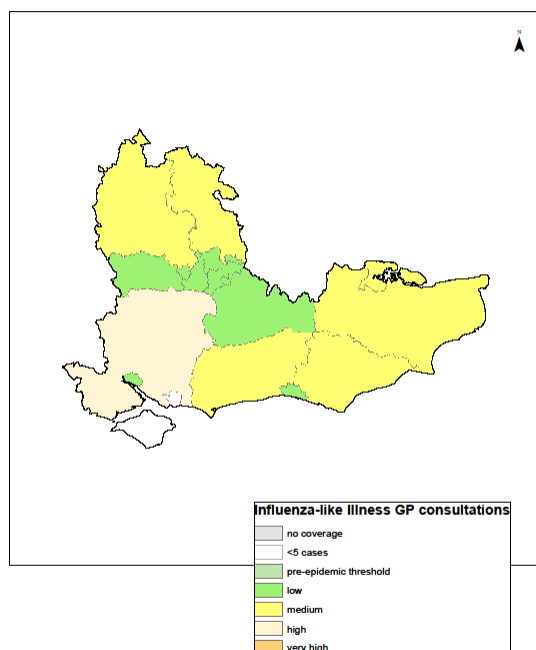 N
Influenza-like Illness GP consultations
no coverage
<5 cases
pre-epidemic threshold
low
medium
high
very high